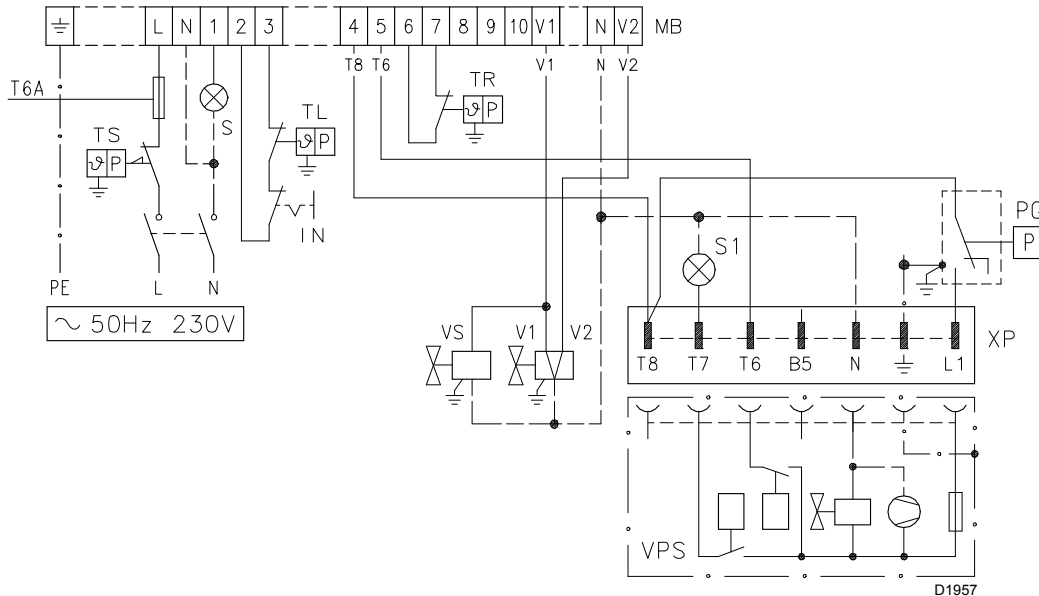 L N 1 2 3 4 5 6 7 8 9 10 V1 N V2 MB
T8 T6 V1 N V2
T6A
TR
ϑ P
S
TL
ϑ P
TS
ϑ P
IN
PG
P
S1
PE L N
~ 50Hz 230V
VS V1 V2
XP
T8 T7 T6 B5 N L1
VPS
D1957